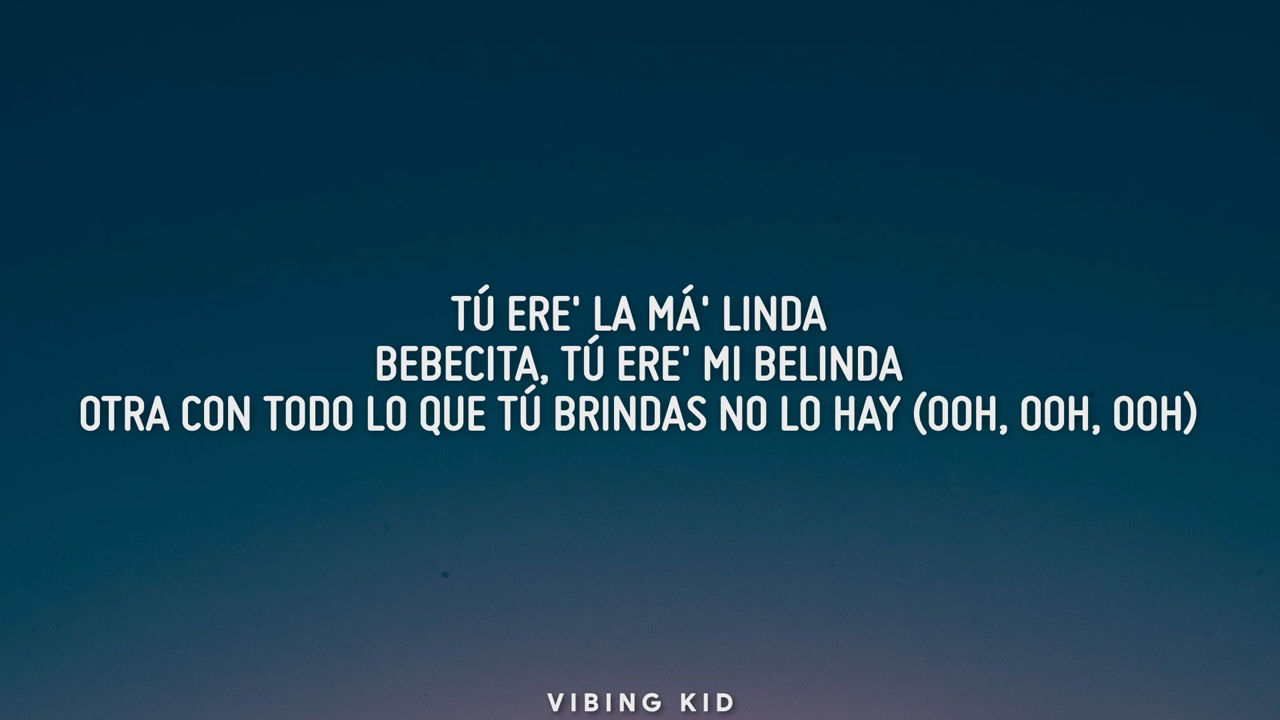 TÚ ERE' LA MÁ' LINDA
BEBECITA, TÚ ERE' MI BELINDA
OTRA CON TODO LO QUE TÚ BRINDAS NO LO HAY (OOH, OOH, OOH)
VIBING KID